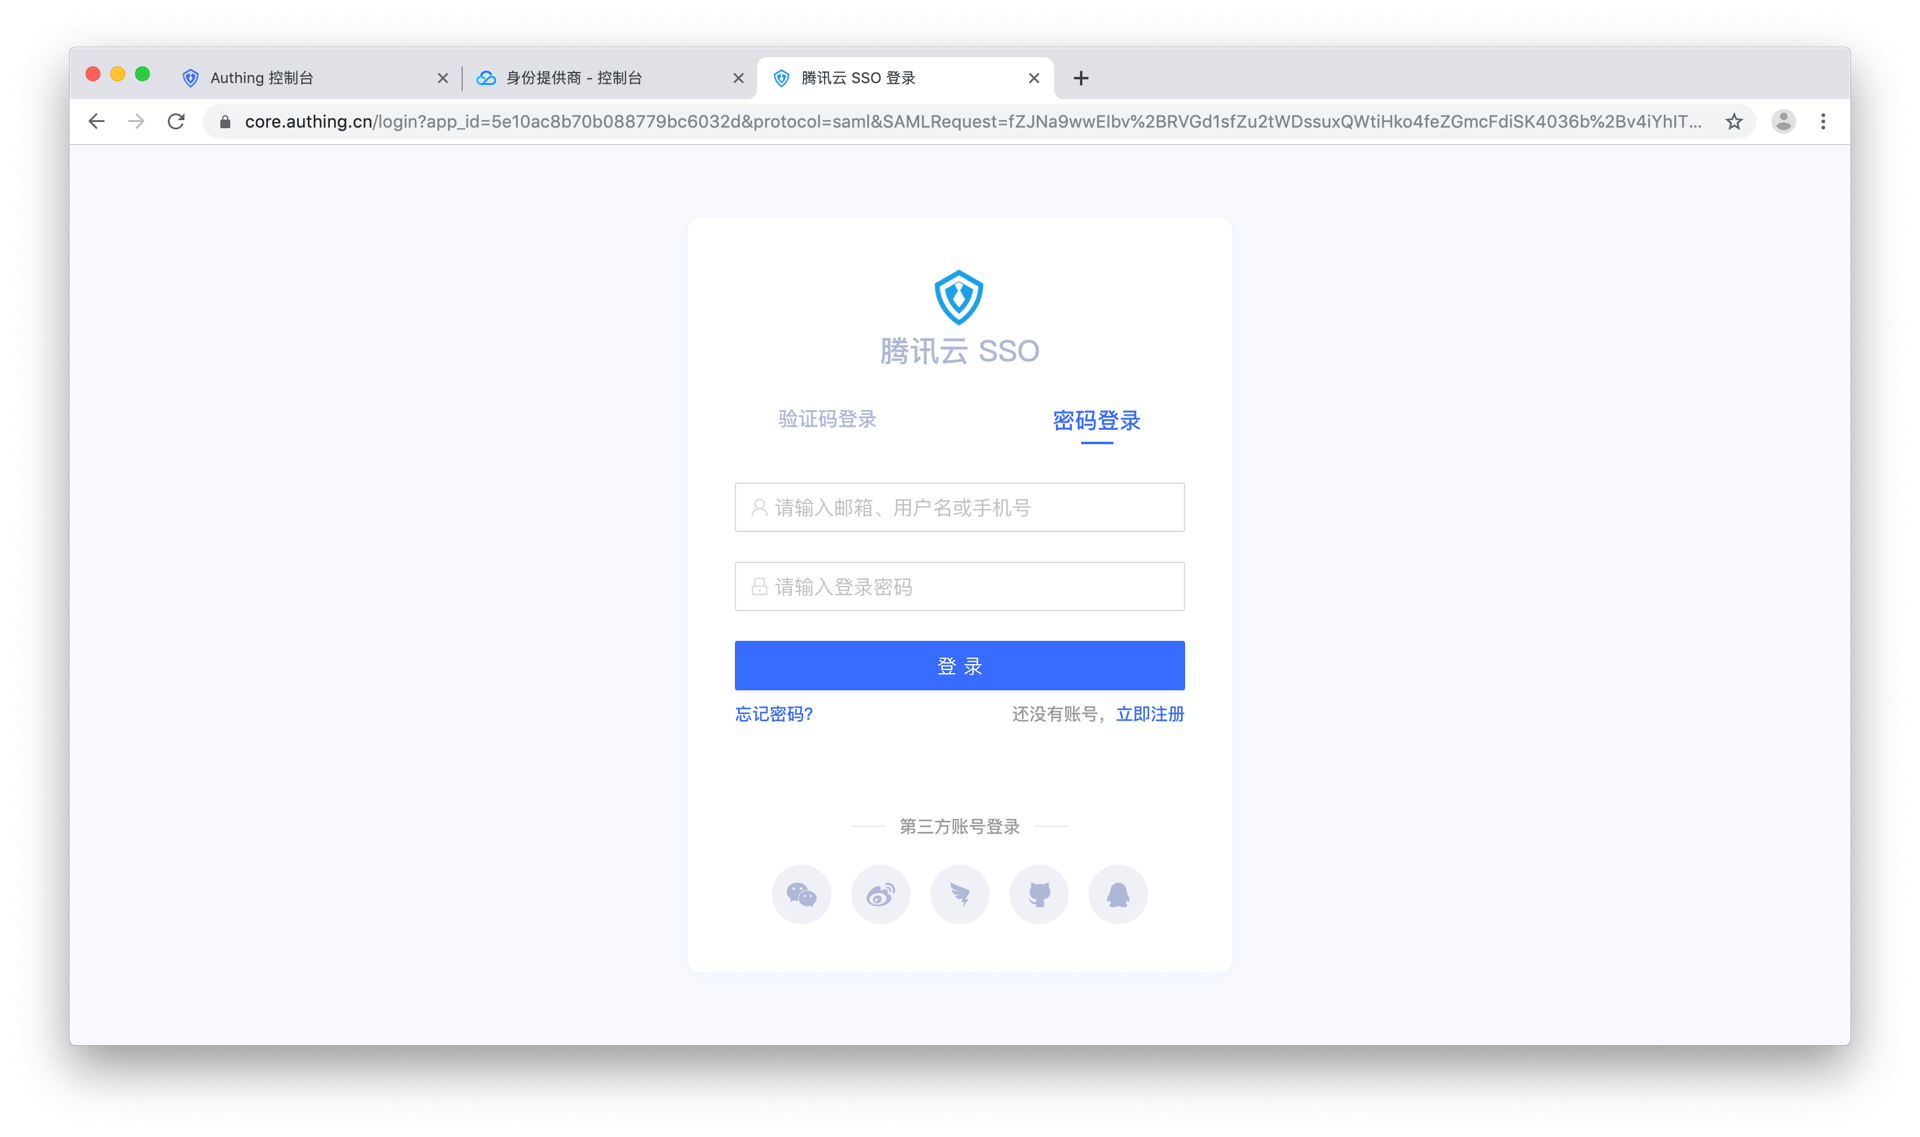 Authing 控制台
身份提供商 - 控制台
腾讯云 SSO 登录
core.authing.cn/login?app_id=5e10ac8b70b088779bc6032d&protocol=saml&SAMLRequest=fZJNa9wwEIbv%2BRVGd1sfZu2tWDssuxQWtiHko4feZGmcFdiSK4036b%2Bv4iYhIT...
腾讯云 SSO
验证码登录
密码登录
请输入邮箱、用户名或手机号
请输入登录密码
登 录
忘记密码?
还没有账号，立即注册
第三方账号登录